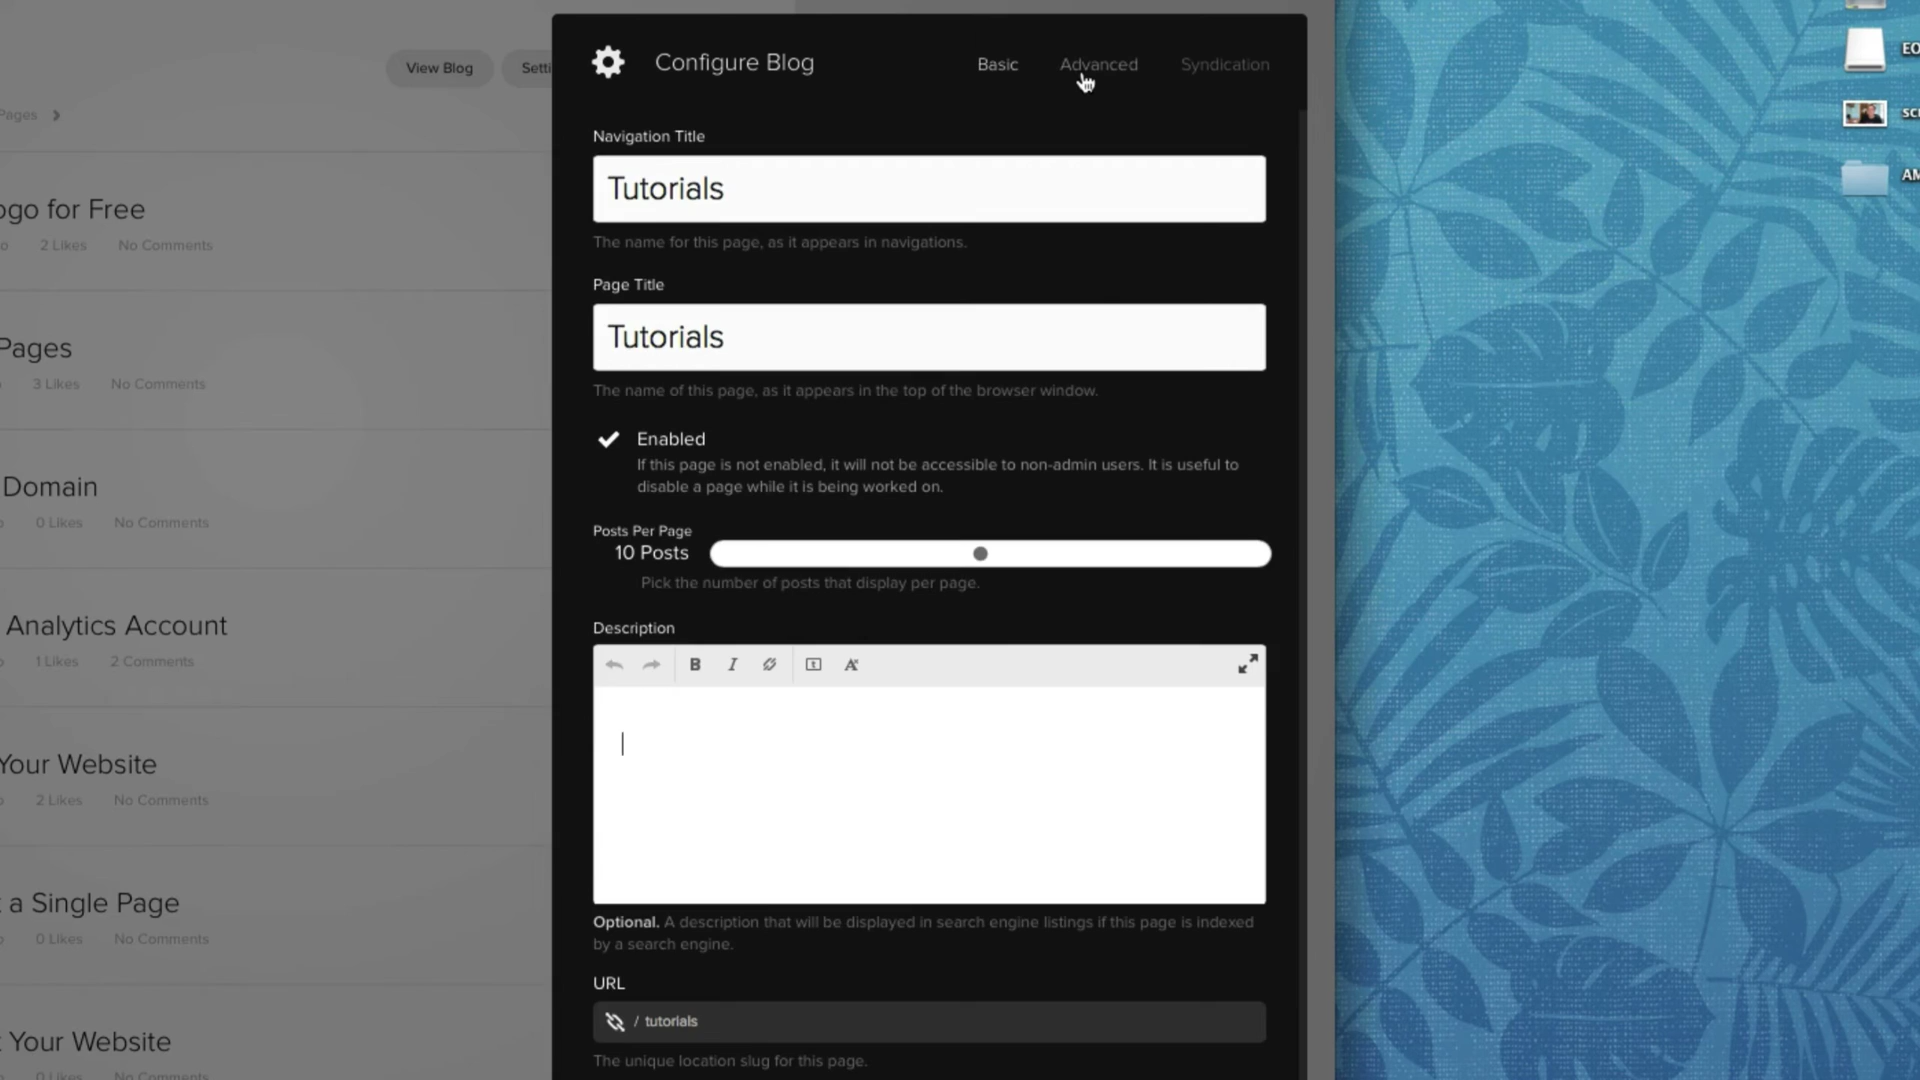 View Blog
Setti
Pages
ogo for Free
o 2 Likes No Comments
Pages
3 Likes No Comments
Domain
o 0 Likes No Comments
Analytics Account
o 1 Likes 2 Comments
Your Website
o 2 Likes No Comments
a Single Page
o 0 Likes No Comments
Your Website
0 Likes No Comments
Configure Blog
Basic Advanced Syndication
Navigation Title
Tutorials
The name for this page, as it appears in navigations.
Page Title
Tutorials
The name of this page, as it appears in the top of the browser window.
Enabled
If this page is not enabled, it will not be accessible to non-admin users. It is useful to
disable a page while it is being worked on.
Posts Per Page
10 Posts
Pick the number of posts that display per page.
Description
B I
Optional. A description that will be displayed in search engine listings if this page is indexed
by a search engine.
URL
/ tutorials
The unique location slug for this page.
EO
sc
AM